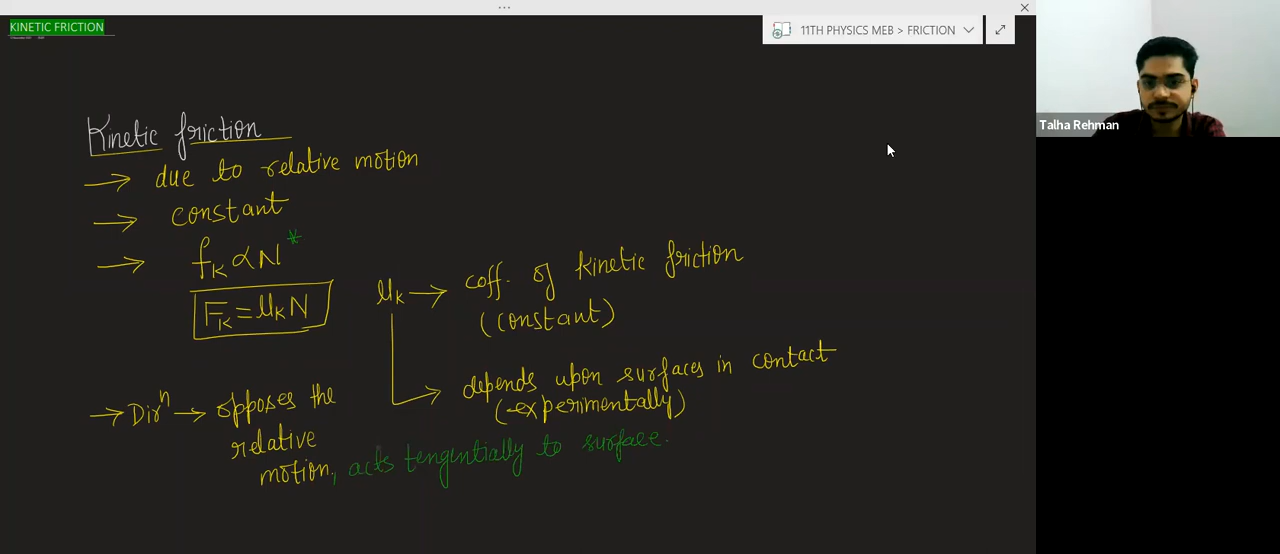 KINETIC FRICTION
11TH PHYSICS MEB > FRICTION
Talha Rehman
Kinetic friction
→ due to relative motion
→ constant
→ fK ∝ N *
FK = μK N
μK → coff. of kinetic friction
(constant)
depends upon surfaces in contact
(experimentally)
→ Dirⁿ → opposes the
relative
motion, acts tengentially to surface.